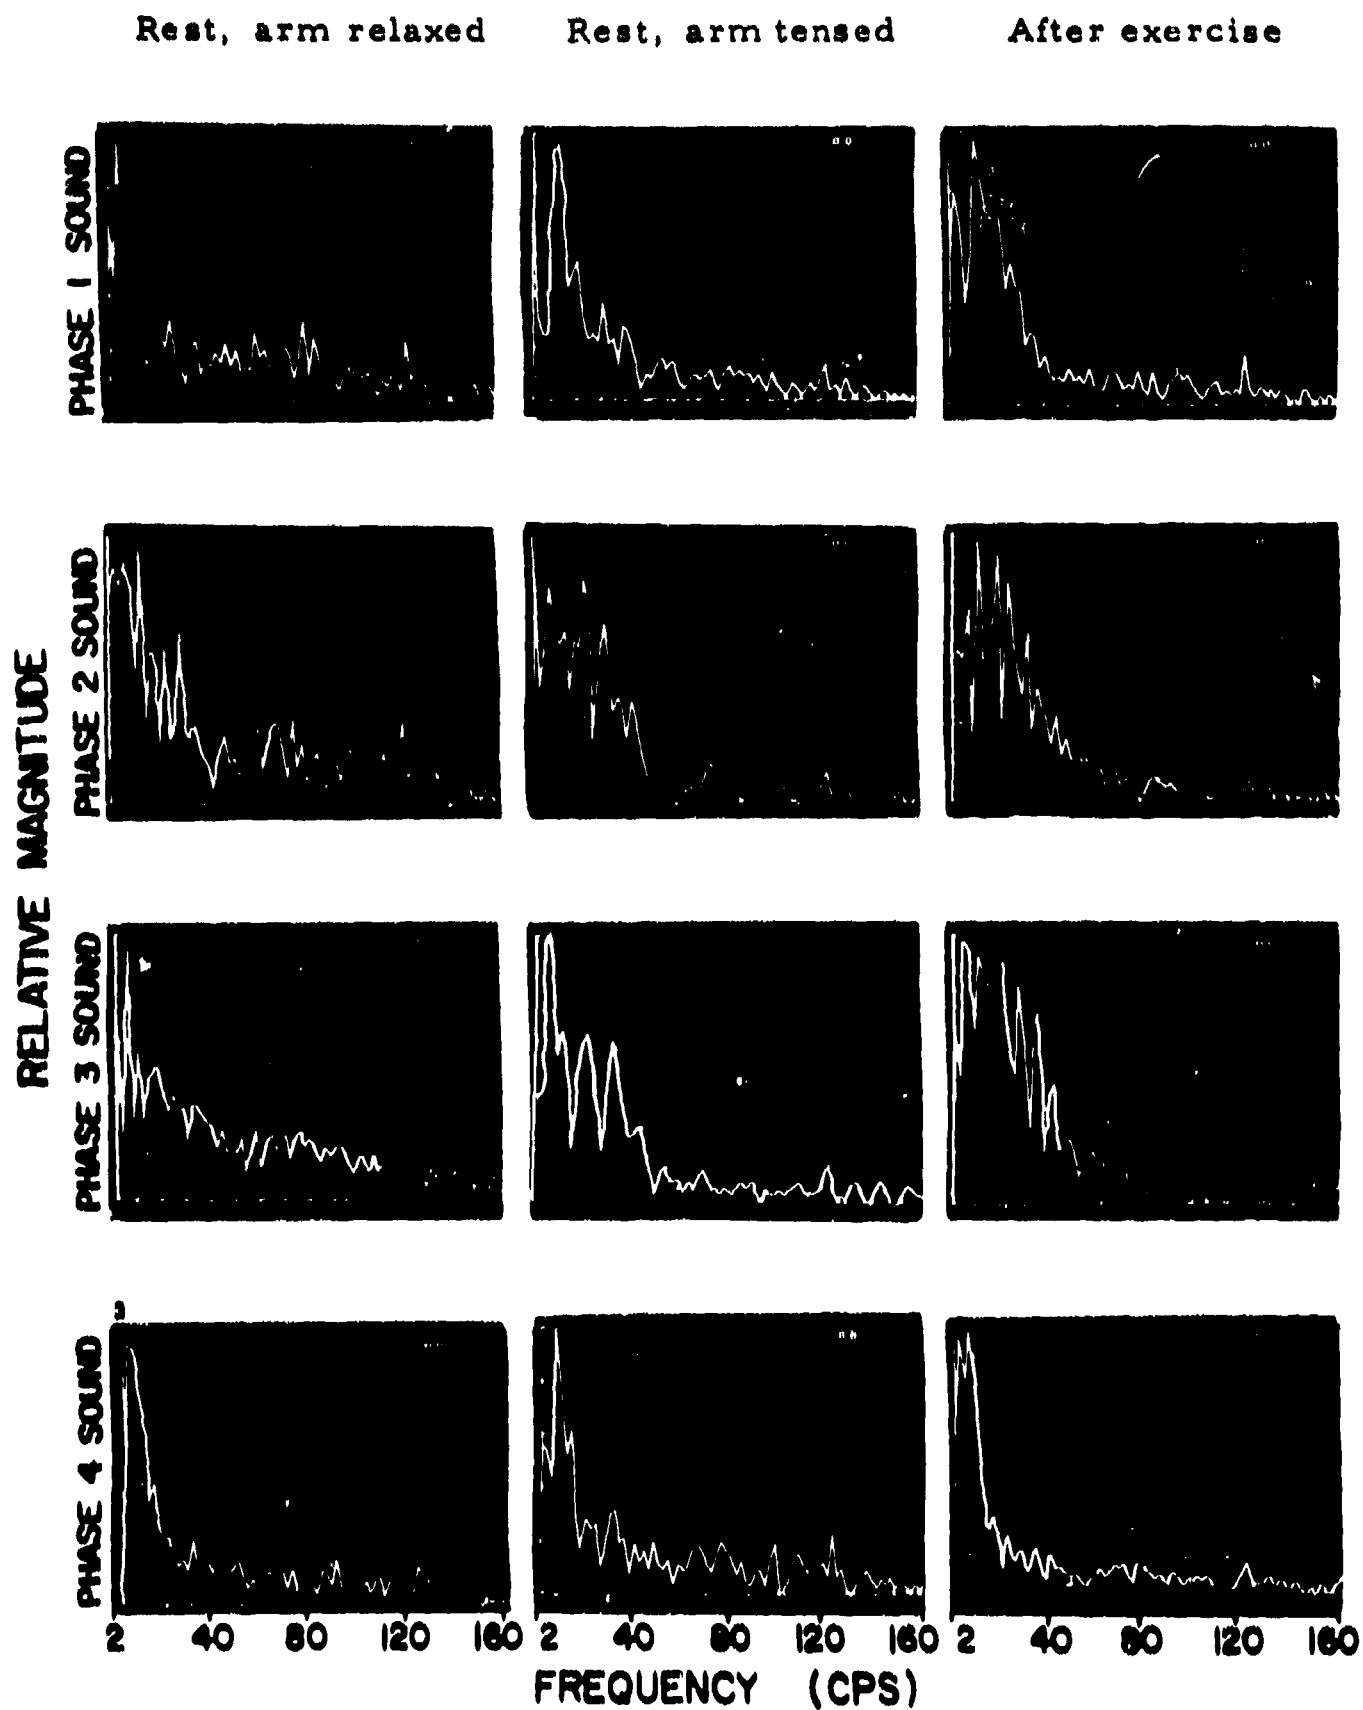 Rest, arm relaxed
Rest, arm tensed
After exercise
RELATIVE MAGNITUDE
PHASE 1 SOUND
PHASE 2 SOUND
PHASE 3 SOUND
PHASE 4 SOUND
2 40 80 120 160
2 40 80 120 160
2 40 80 120 160
FREQUENCY (CPS)